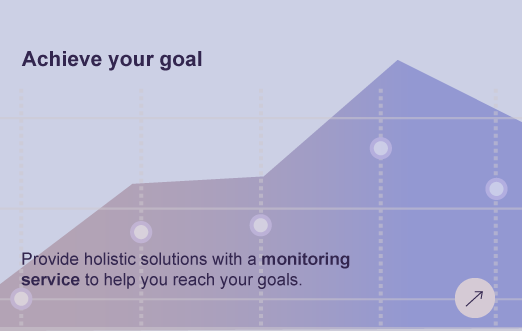 Achieve your goal
Provide holistic solutions with a monitoring
service to help you reach your goals.